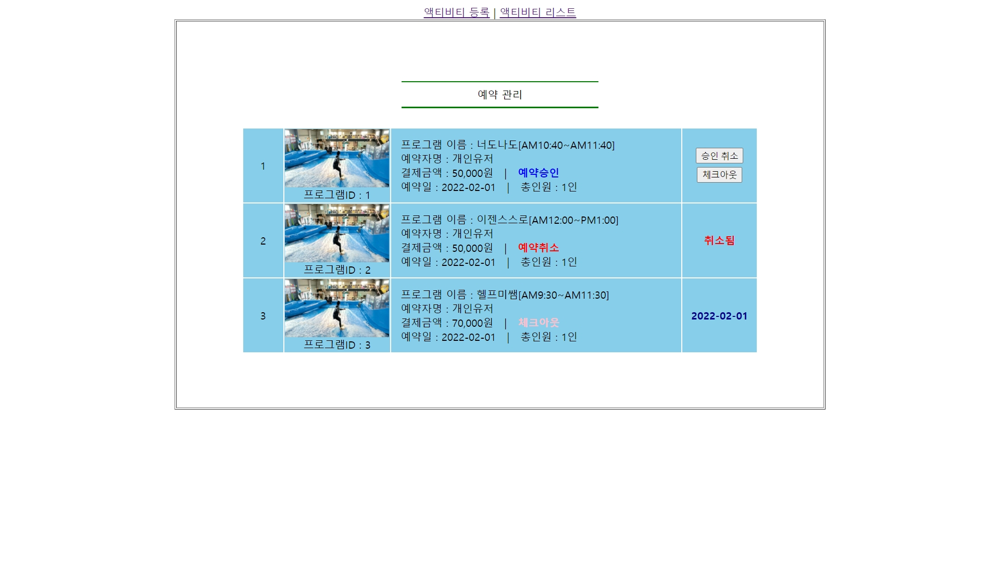 액티비티 등록 | 액티비티 리스트
예약 관리
1
프로그램ID : 1
프로그램 이름 : 너도나도[AM10:40~AM11:40]
예약자명 : 개인유저
결제금액 : 50,000원 | 예약승인
예약일 : 2022-02-01 | 총인원 : 1인
승인 취소
체크아웃
2
프로그램ID : 2
프로그램 이름 : 이젠스스로[AM12:00~PM1:00]
예약자명 : 개인유저
결제금액 : 50,000원 | 예약취소
예약일 : 2022-02-01 | 총인원 : 1인
취소됨
3
프로그램ID : 3
프로그램 이름 : 헬프미쌤[AM9:30~AM11:30]
예약자명 : 개인유저
결제금액 : 70,000원 | 체크아웃
예약일 : 2022-02-01 | 총인원 : 1인
2022-02-01